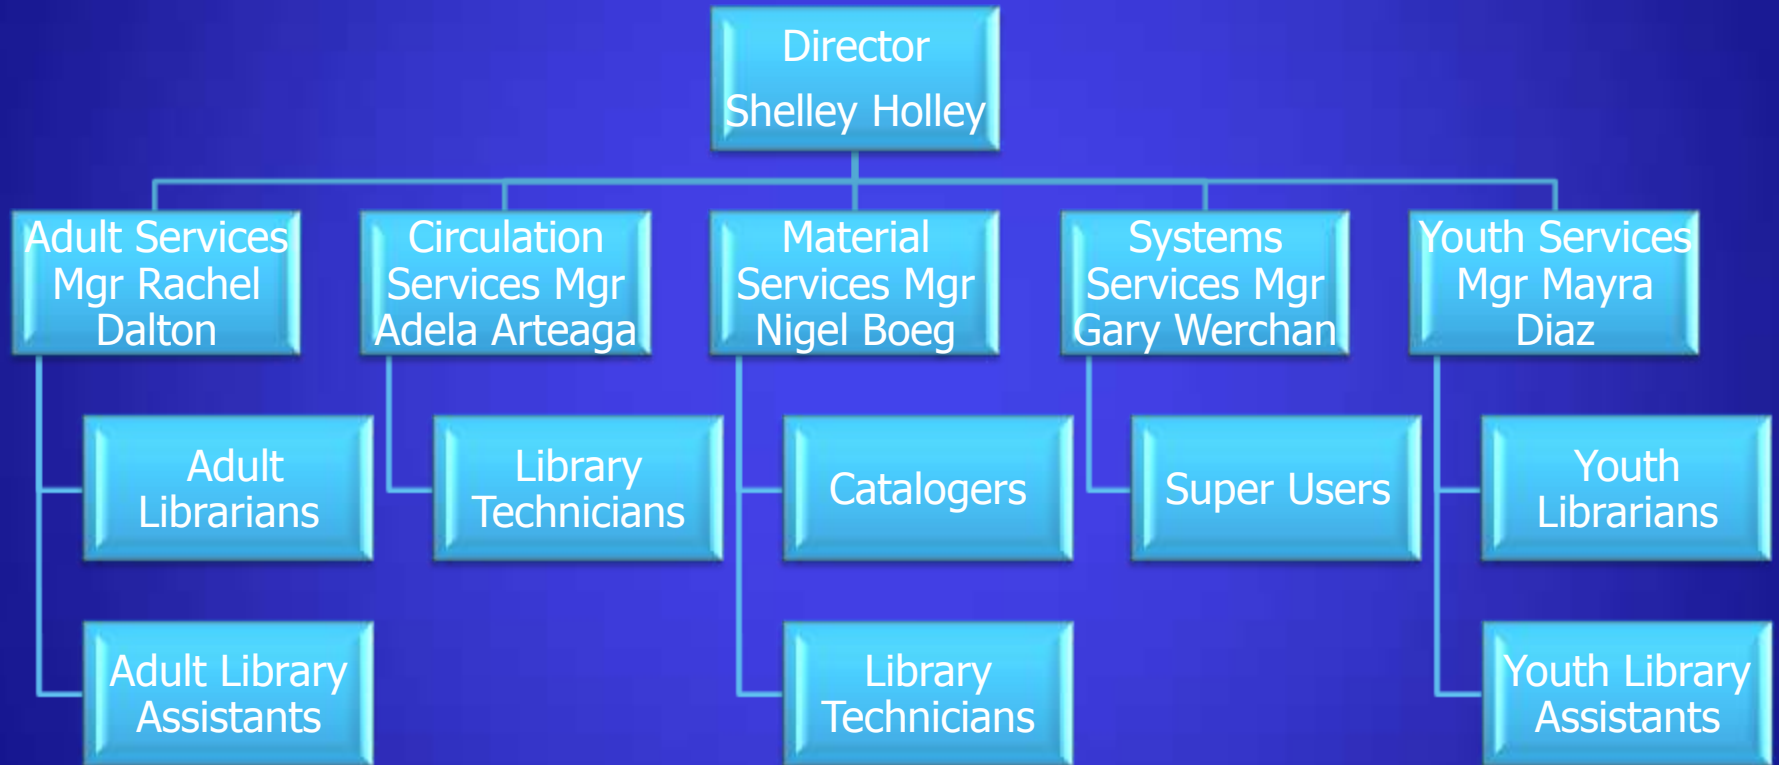 Director
Shelley Holley
Adult Services
Mgr Rachel
Dalton
Circulation
Services Mgr
Adela Arteaga
Material
Services Mgr
Nigel Boeg
Systems
Services Mgr
Gary Werchan
Youth Services
Mgr Mayra
Diaz
Adult
Librarians
Library
Technicians
Catalogers
Super Users
Youth
Librarians
Adult Library
Assistants
Library
Technicians
Youth Library
Assistants